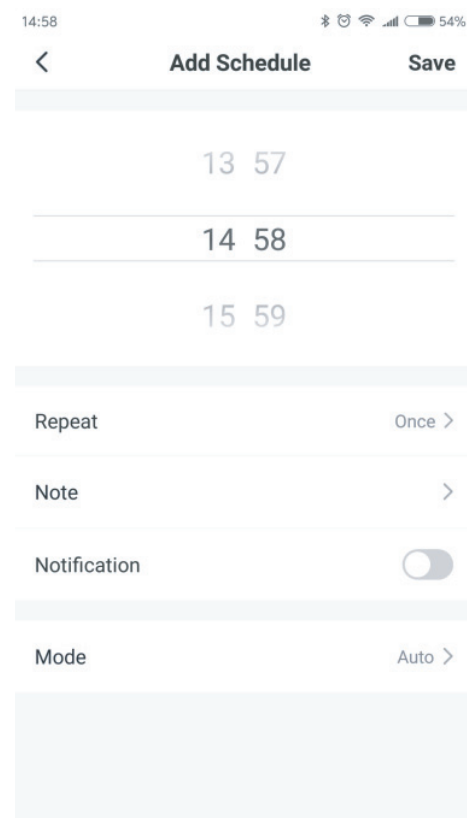 14:58 54%
Add Schedule Save
13 57
14 58
15 59
Repeat Once
Note
Notification
Mode Auto